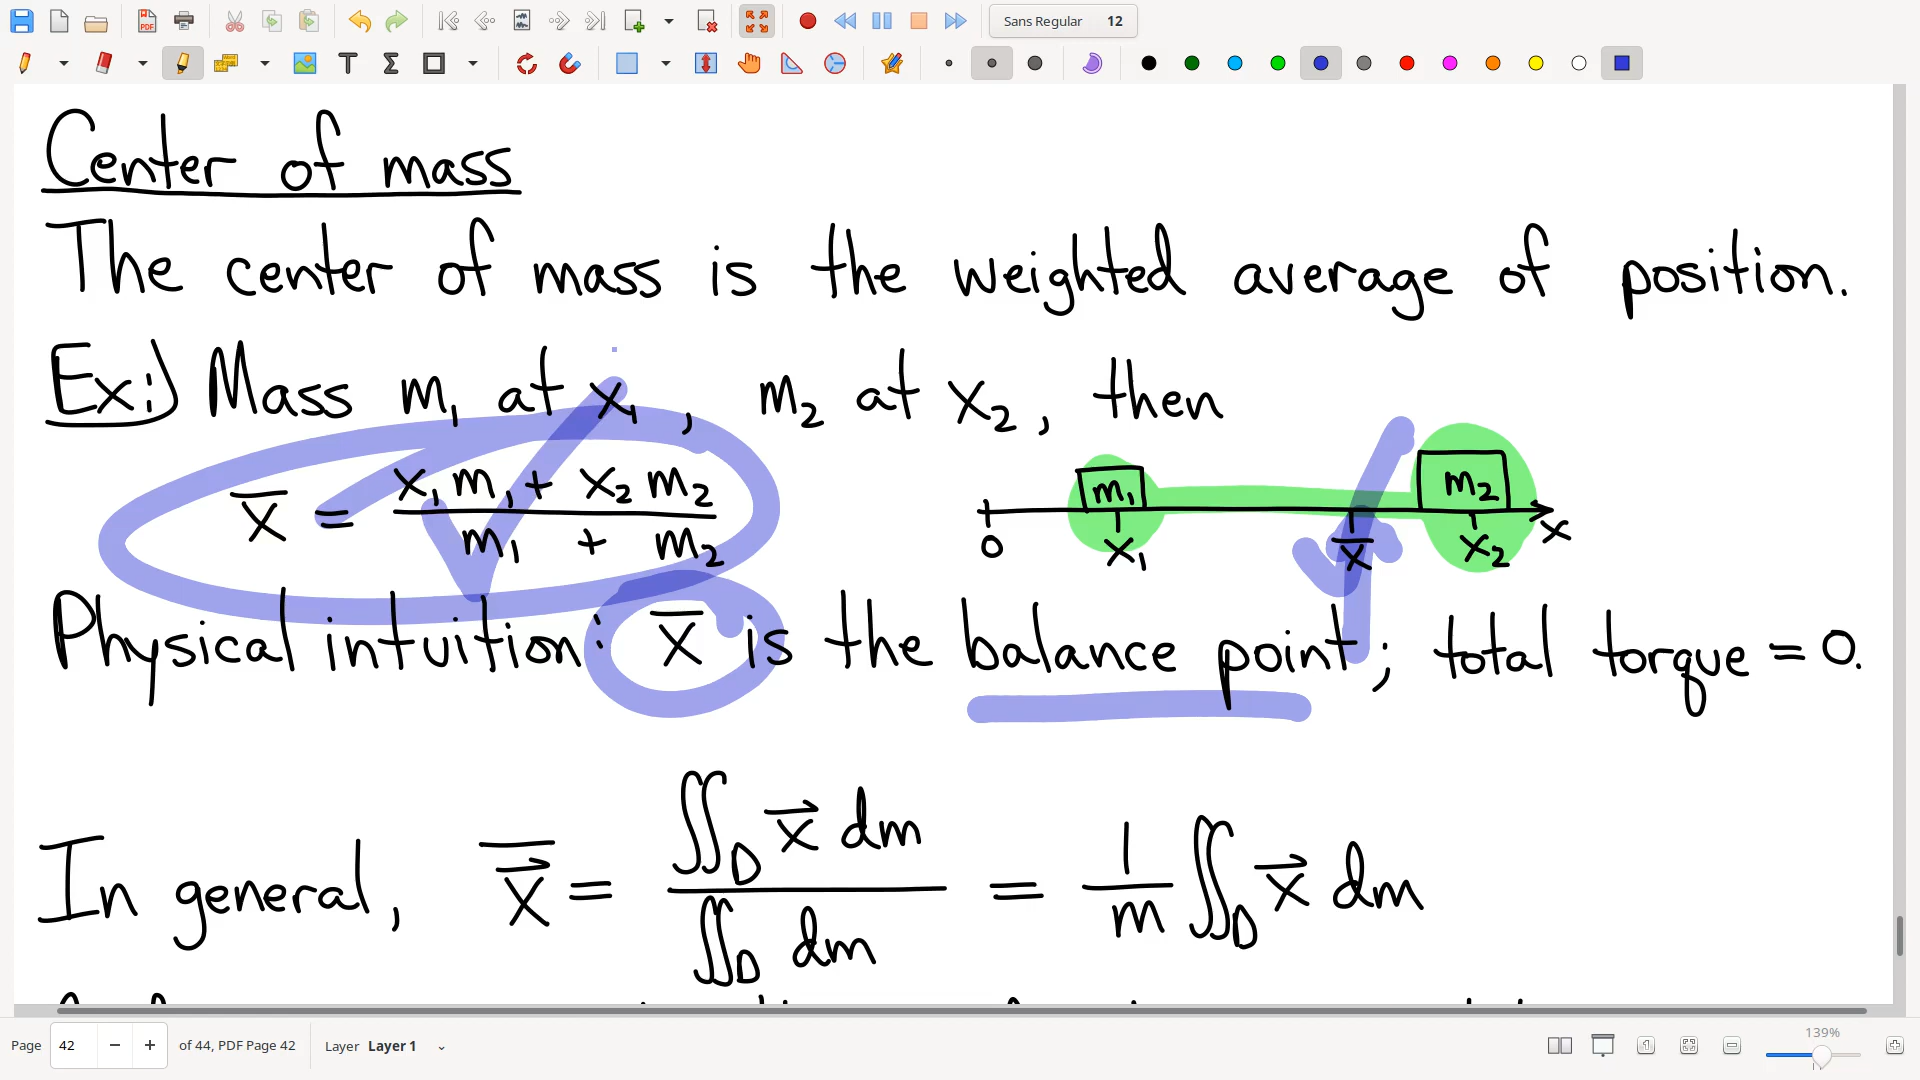 Sans Regular 12
Center of mass
The center of mass is the weighted average of position.
Ex:) Mass m₁ at x₁, m₂ at x₂, then
x̄ = (x₁m₁ + x₂m₂)/(m₁ + m₂)
m₁ m₂
0 x₁ x̄ x₂ x
Physical intuition: x̄ is the balance point; total torque = 0.
In general, x⃗̄ = (∬_D x⃗ dm)/(∬_D dm) = 1/m ∬_D x⃗ dm
Page 42 − + of 44, PDF Page 42 Layer Layer 1 139%